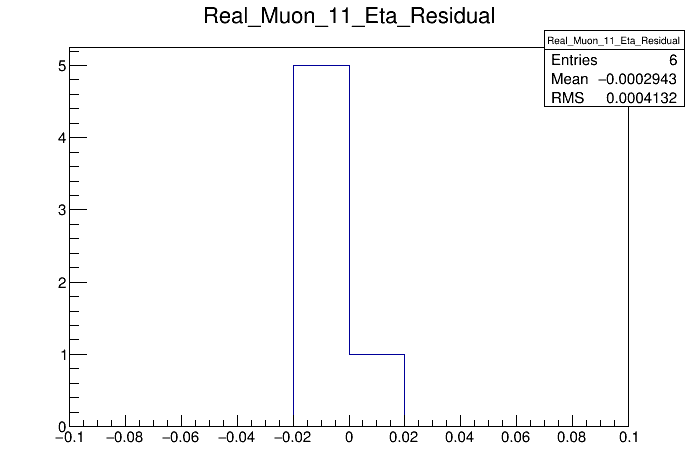 Real_Muon_11_Eta_Residual
Real_Muon_11_Eta_Residual
Entries 6
Mean −0.0002943
RMS 0.0004132
5
4
3
2
1
0
−0.1 −0.08 −0.06 −0.04 −0.02 0 0.02 0.04 0.06 0.08 0.1